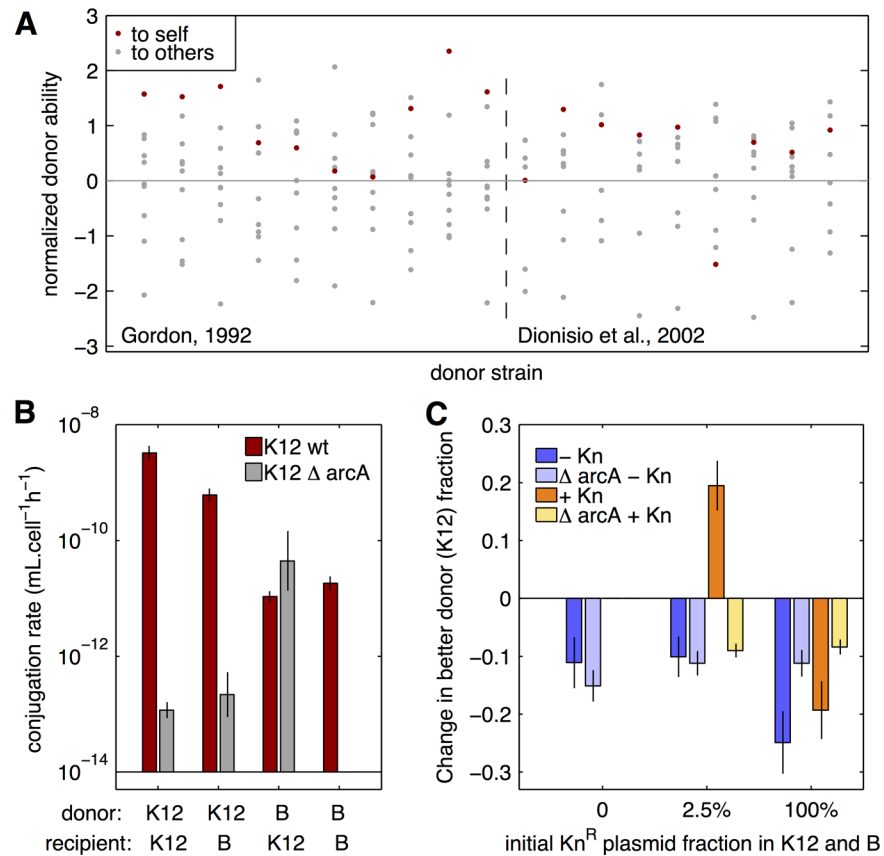 A
3
2
1
0
−1
−2
−3
normalized donor ability
to self
to others
Gordon, 1992
Dionisio et al., 2002
donor strain
B
10⁻⁸
10⁻¹⁰
10⁻¹²
10⁻¹⁴
conjugation rate (mL.cell⁻¹h⁻¹)
K12 wt
K12 Δ arcA
donor: K12 K12 B B
recipient: K12 B K12 B
C
0.3
0.2
0.1
0
−0.1
−0.2
−0.3
Change in better donor (K12) fraction
− Kn
Δ arcA − Kn
+ Kn
Δ arcA + Kn
0 2.5% 100%
initial Knᴿ plasmid fraction in K12 and B